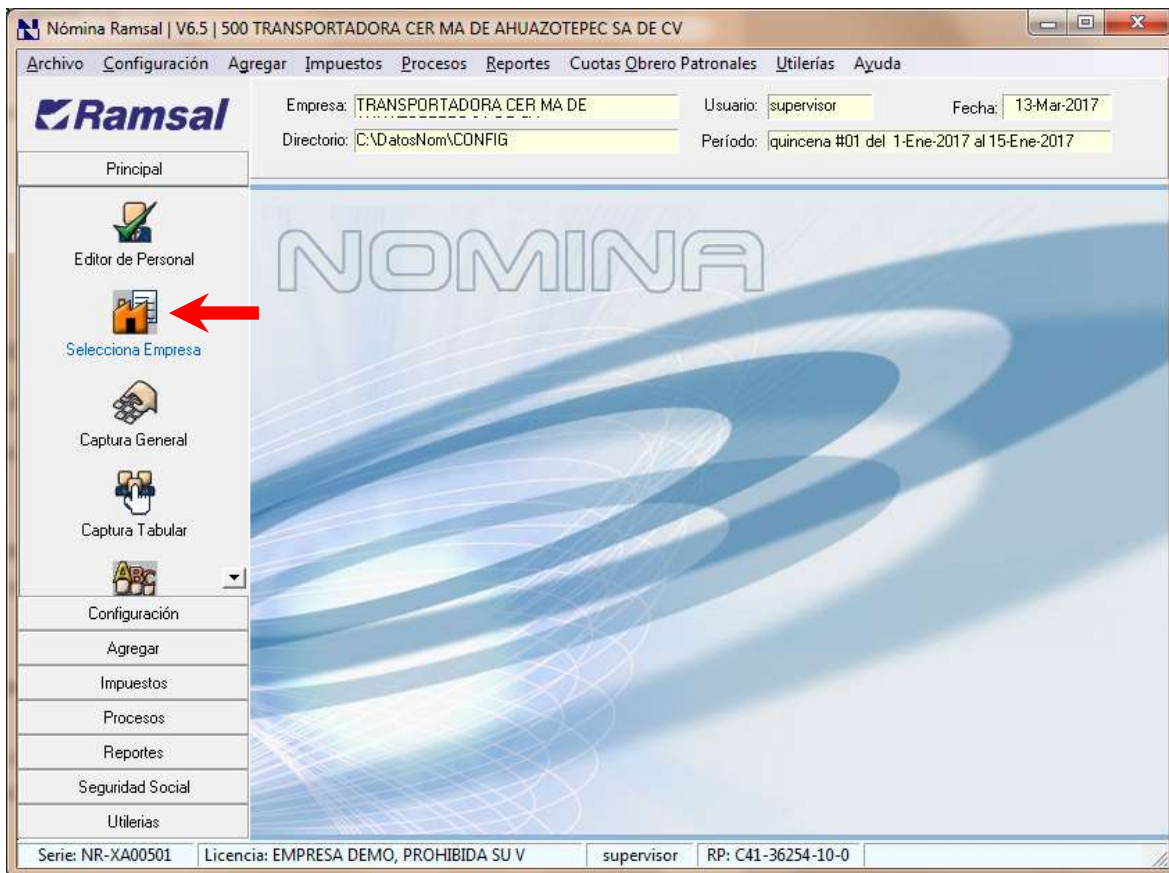 Nómina Ramsal | V6.5 | 500 TRANSPORTADORA CER MA DE AHUAZOTEPEC SA DE CV
Archivo Configuración Agregar Impuestos Procesos Reportes Cuotas Obrero Patronales Utilerías Ayuda
Ramsal
Empresa: TRANSPORTADORA CER MA DE Usuario: supervisor Fecha: 13-Mar-2017
Directorio: C:\DatosNom\CONFIG Período: quincena #01 del 1-Ene-2017 al 15-Ene-2017
Principal
NOMINA
Editor de Personal
Selecciona Empresa
Captura General
Captura Tabular
ABC
Configuración
Agregar
Impuestos
Procesos
Reportes
Seguridad Social
Utilerias
Serie: NR-XA00501 Licencia: EMPRESA DEMO, PROHIBIDA SU V supervisor RP: C41-36254-10-0